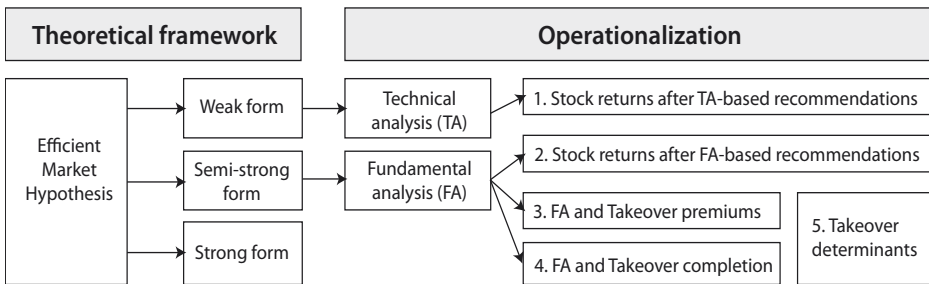 Theoretical framework
Operationalization
Efficient
Market
Hypothesis
Weak form
Semi-strong
form
Strong form
Technical
analysis (TA)
Fundamental
analysis (FA)
1. Stock returns after TA-based recommendations
2. Stock returns after FA-based recommendations
3. FA and Takeover premiums
4. FA and Takeover completion
5. Takeover
determinants